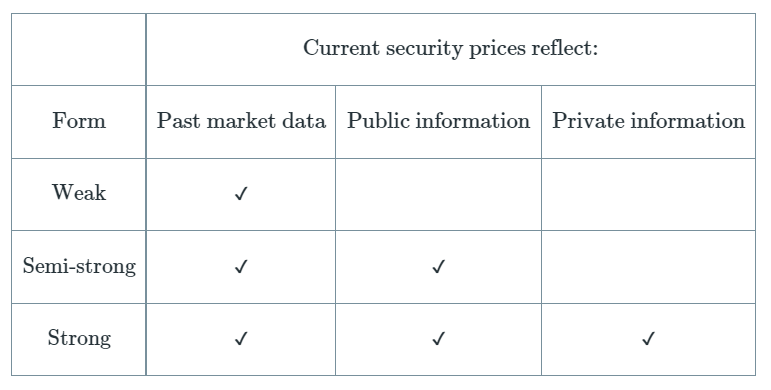 Current security prices reflect:
Form Past market data Public information Private information
Weak ✓
Semi-strong ✓ ✓
Strong ✓ ✓ ✓